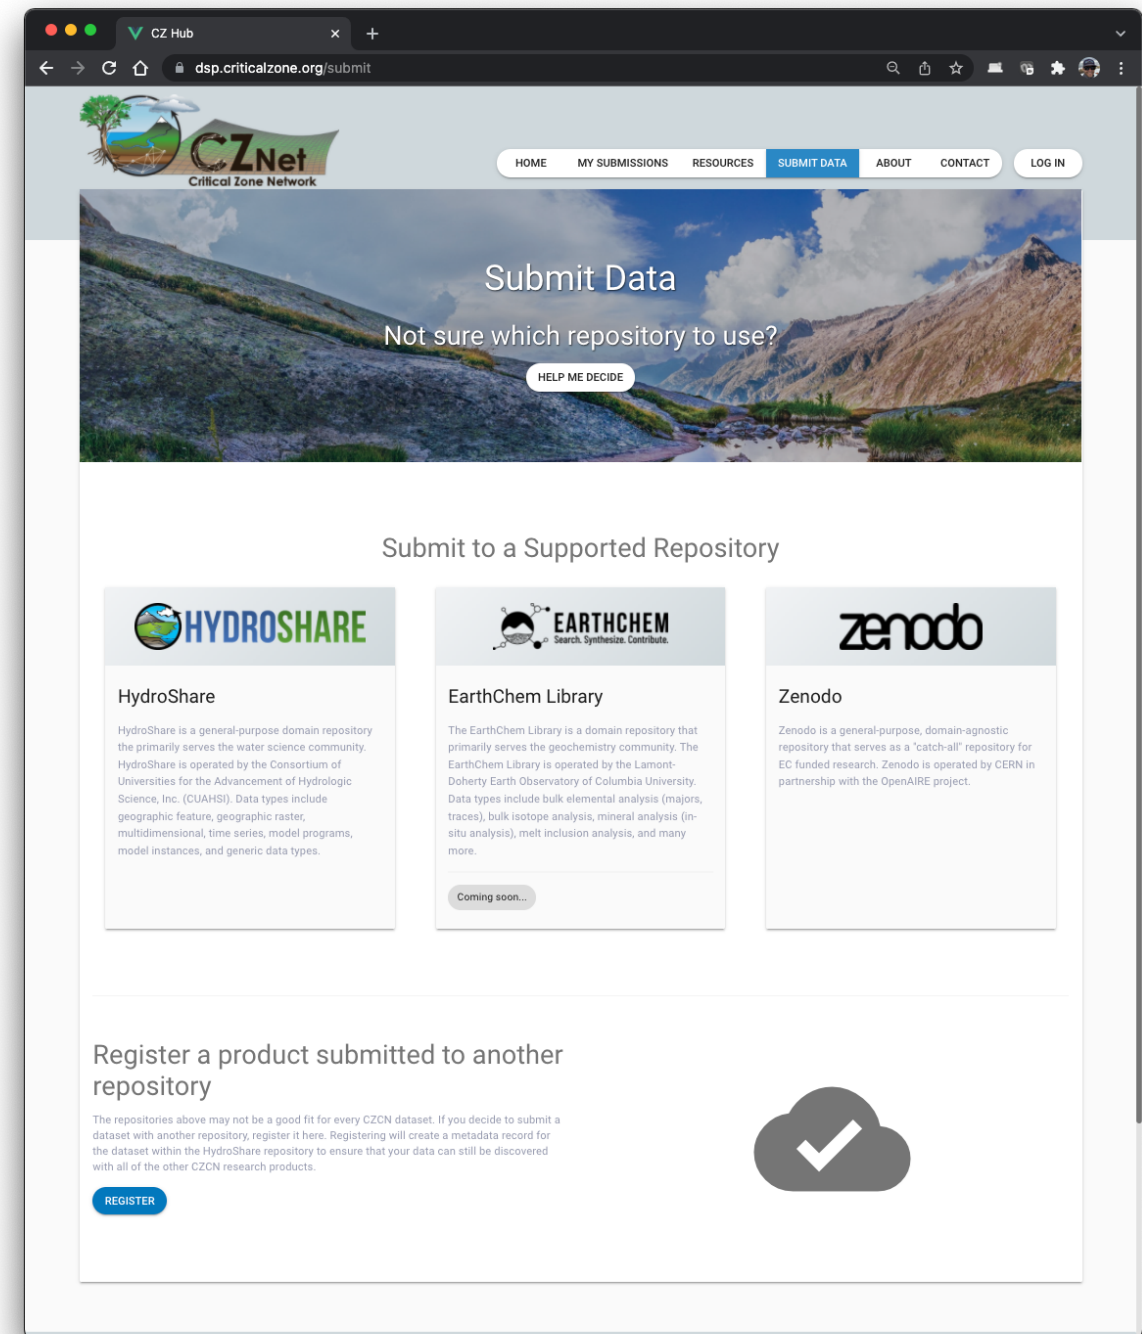 CZ Hub
dsp.criticalzone.org/submit
CZNet
Critical Zone Network
HOME MY SUBMISSIONS RESOURCES SUBMIT DATA ABOUT CONTACT LOG IN
Submit Data
Not sure which repository to use?
HELP ME DECIDE
Submit to a Supported Repository
HYDROSHARE
HydroShare
HydroShare is a general-purpose domain repository
the primarily serves the water science community.
HydroShare is operated by the Consortium of
Universities for the Advancement of Hydrologic
Science, Inc. (CUAHSI). Data types include
geographic feature, geographic raster,
multidimensional, time series, model programs,
model instances, and generic data types.
EARTHCHEM
Search. Synthesize. Contribute.
EarthChem Library
The EarthChem Library is a domain repository that
primarily serves the geochemistry community. The
EarthChem Library is operated by the Lamont-
Doherty Earth Observatory of Columbia University.
Data types include bulk elemental analysis (majors,
traces), bulk isotope analysis, mineral analysis (in-
situ analysis), melt inclusion analysis, and many
more.
Coming soon...
zenodo
Zenodo
Zenodo is a general-purpose, domain-agnostic
repository that serves as a "catch-all" repository for
EC funded research. Zenodo is operated by CERN in
partnership with the OpenAIRE project.
Register a product submitted to another
repository
The repositories above may not be a good fit for every CZCN dataset. If you decide to submit a
dataset with another repository, register it here. Registering will create a metadata record for
the dataset within the HydroShare repository to ensure that your data can still be discovered
with all of the other CZCN research products.
REGISTER